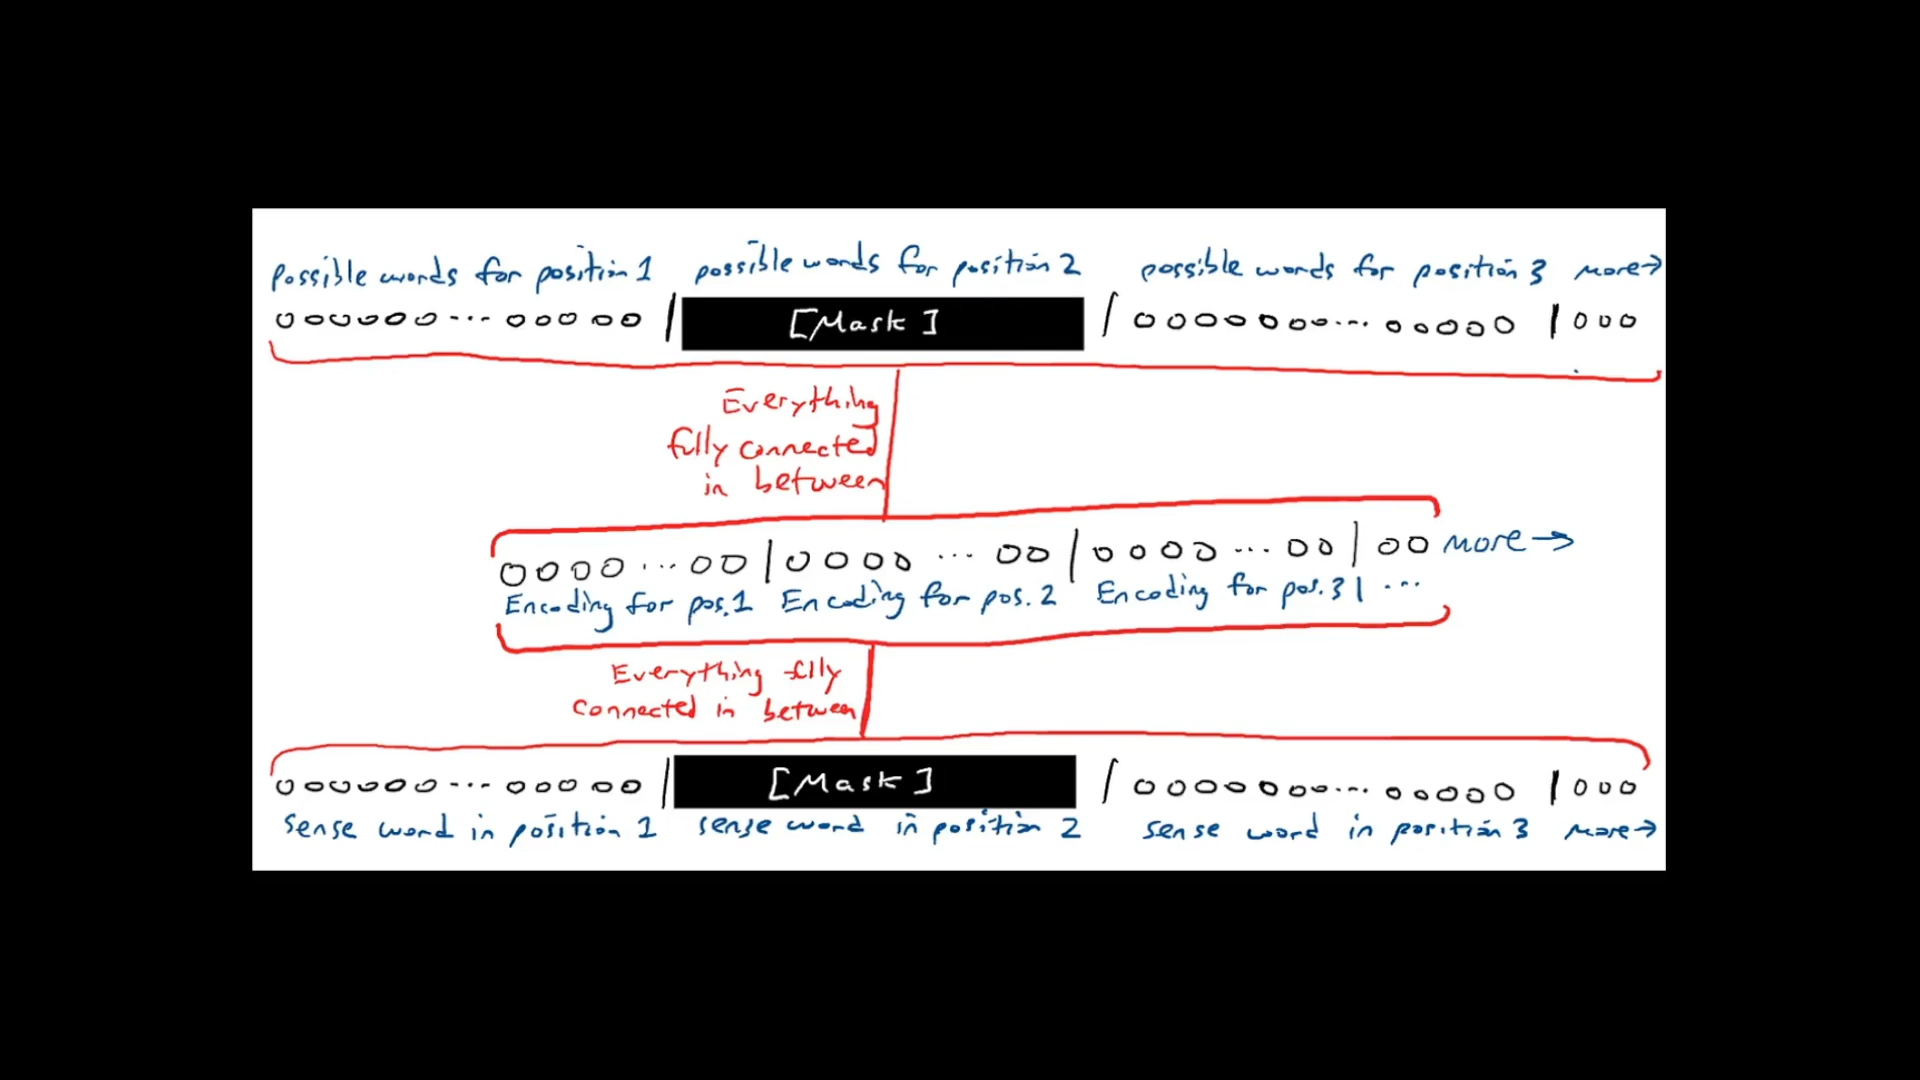 possible words for position 1 possible words for position 2 possible words for position 3 more→
[Mask]
Everything
fully connected
in between
more→
Encoding for pos.1 Encoding for pos. 2 Encoding for pos.3 | ...
Everything flly
connected in between
[Mask]
sense word in position 1 sense word in position 2 sense word in position 3 more→